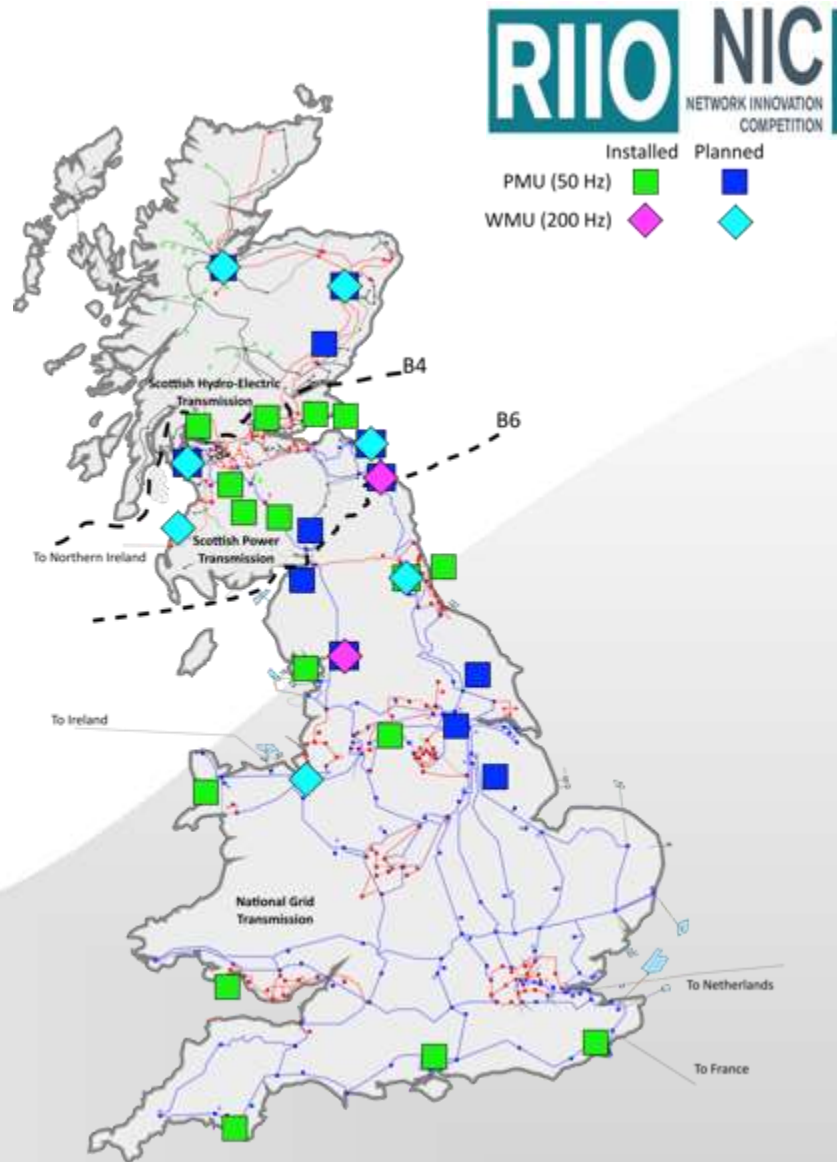 RIIO
NIC
NETWORK INNOVATION
COMPETITION
Installed Planned
PMU (50 Hz)
WMU (200 Hz)
B4
Scottish Hydro-Electric
Transmission
B6
Scottish Power
Transmission
To Northern Ireland
To Ireland
National Grid
Transmission
To Netherlands
To France